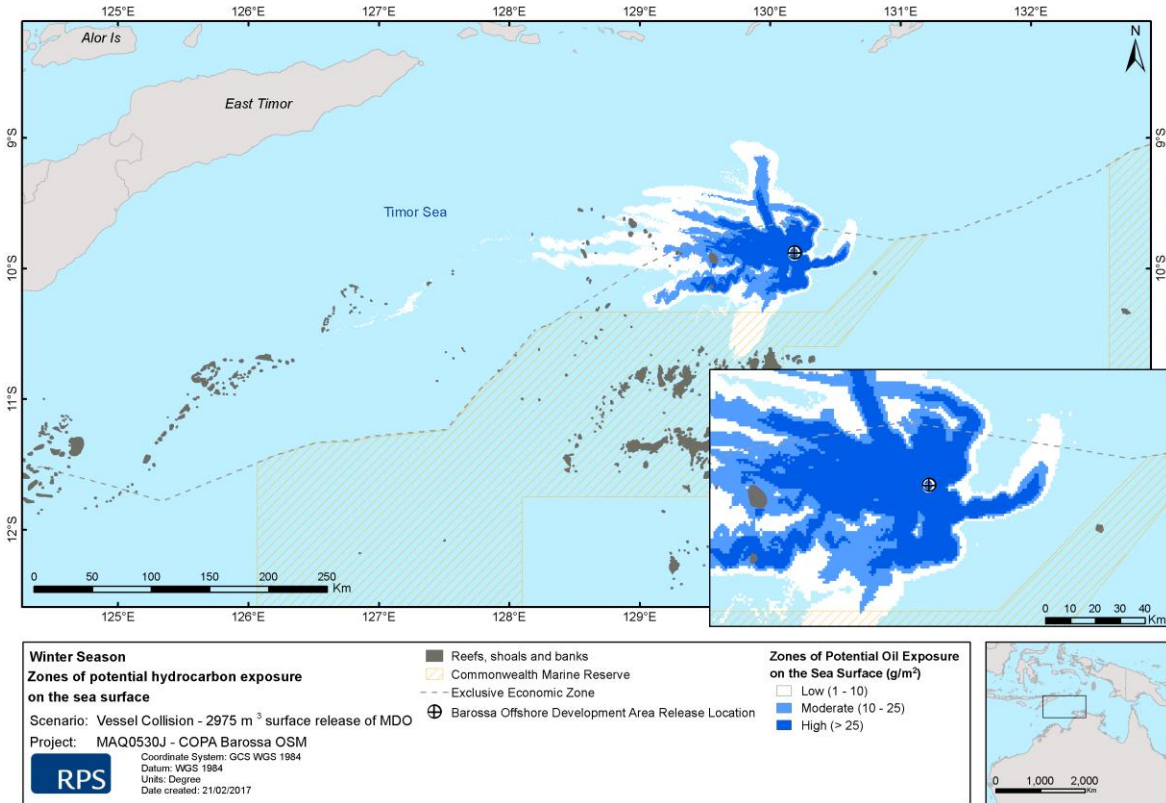 125°E 126°E 127°E 128°E 129°E 130°E 131°E 132°E
Alor Is
N
East Timor
9°S 9°S
Timor Sea
10°S 10°S
11°S 11°S
12°S
0 50 100 150 200 250
Km
0 10 20 30 40
Km
125°E 126°E 127°E 128°E 129°E 130°E 131°E 132°E
Winter Season
Zones of potential hydrocarbon exposure
on the sea surface
Scenario: Vessel Collision - 2975 m ³ surface release of MDO
Project: MAQ0530J - COPA Barossa OSM
RPS
Coordinate System: GCS WGS 1984
Datum: WGS 1984
Units: Degree
Date created: 21/02/2017
Reefs, shoals and banks
Commonwealth Marine Reserve
Exclusive Economic Zone
Barossa Offshore Development Area Release Location
Zones of Potential Oil Exposure
on the Sea Surface (g/m²)
Low (1 - 10)
Moderate (10 - 25)
High (> 25)
0 1,000 2,000
Km